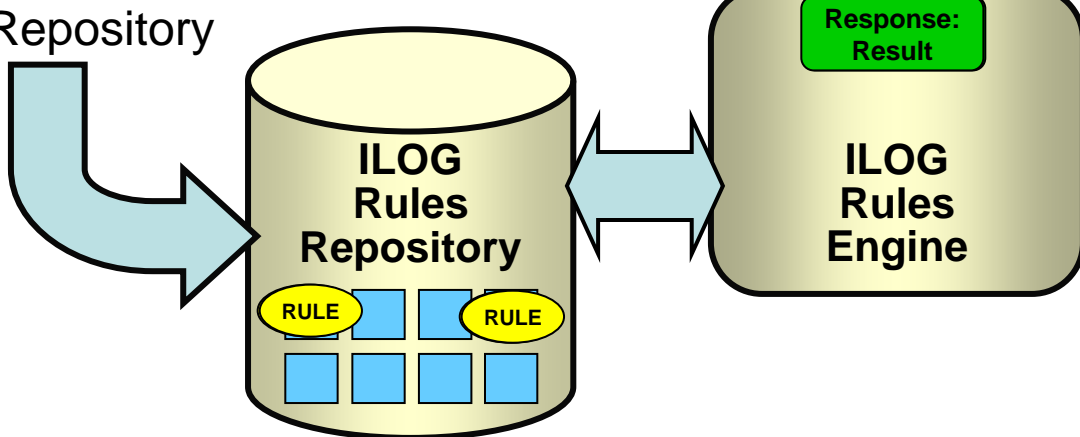 Repository
Response:
Result
ILOG
Rules
Repository
ILOG
Rules
Engine
RULE
RULE